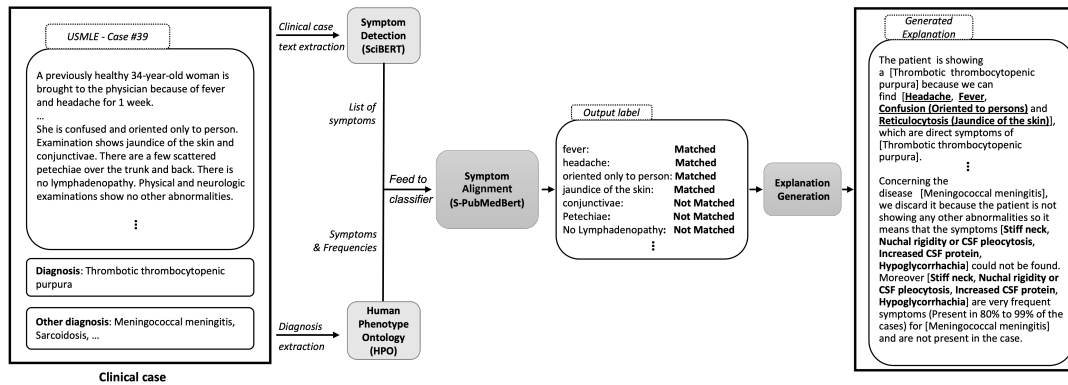 USMLE - Case #39
A previously healthy 34-year-old woman is
brought to the physician because of fever
and headache for 1 week.
...
She is confused and oriented only to person.
Examination shows jaundice of the skin and
conjunctivae. There are a few scattered
petechiae over the trunk and back. There is
no lymphadenopathy. Physical and neurologic
examinations show no other abnormalities.
⋮
Diagnosis: Thrombotic thrombocytopenic
purpura
Other diagnosis: Meningococcal meningitis,
Sarcoidosis, ...
Clinical case
Clinical case
text extraction
Symptom
Detection
(SciBERT)
List of
symptoms
Feed to
classifier
Symptoms
& Frequencies
Diagnosis
extraction
Human
Phenotype
Ontology
(HPO)
Symptom
Alignment
(S-PubMedBert)
Output label
fever: Matched
headache: Matched
oriented only to person: Matched
jaundice of the skin: Matched
conjunctivae: Not Matched
Petechiae: Not Matched
No Lymphadenopathy: Not Matched
⋮
Explanation
Generation
Generated
Explanation
The patient is showing
a [Thrombotic thrombocytopenic
purpura] because we can
find [Headache, Fever,
Confusion (Oriented to persons) and
Reticulocytosis (Jaundice of the skin)],
which are direct symptoms of
[Thrombotic thrombocytopenic
purpura].
⋮
Concerning the
disease [Meningococcal meningitis],
we discard it because the patient is not
showing any other abnormalities so it
means that the symptoms [Stiff neck,
Nuchal rigidity or CSF pleocytosis,
Increased CSF protein,
Hypoglycorrhachia] could not be found.
Moreover [Stiff neck, Nuchal rigidity or
CSF pleocytosis, Increased CSF protein,
Hypoglycorrhachia] are very frequent
symptoms (Present in 80% to 99% of the
cases) for [Meningococcal meningitis]
and are not present in the case.